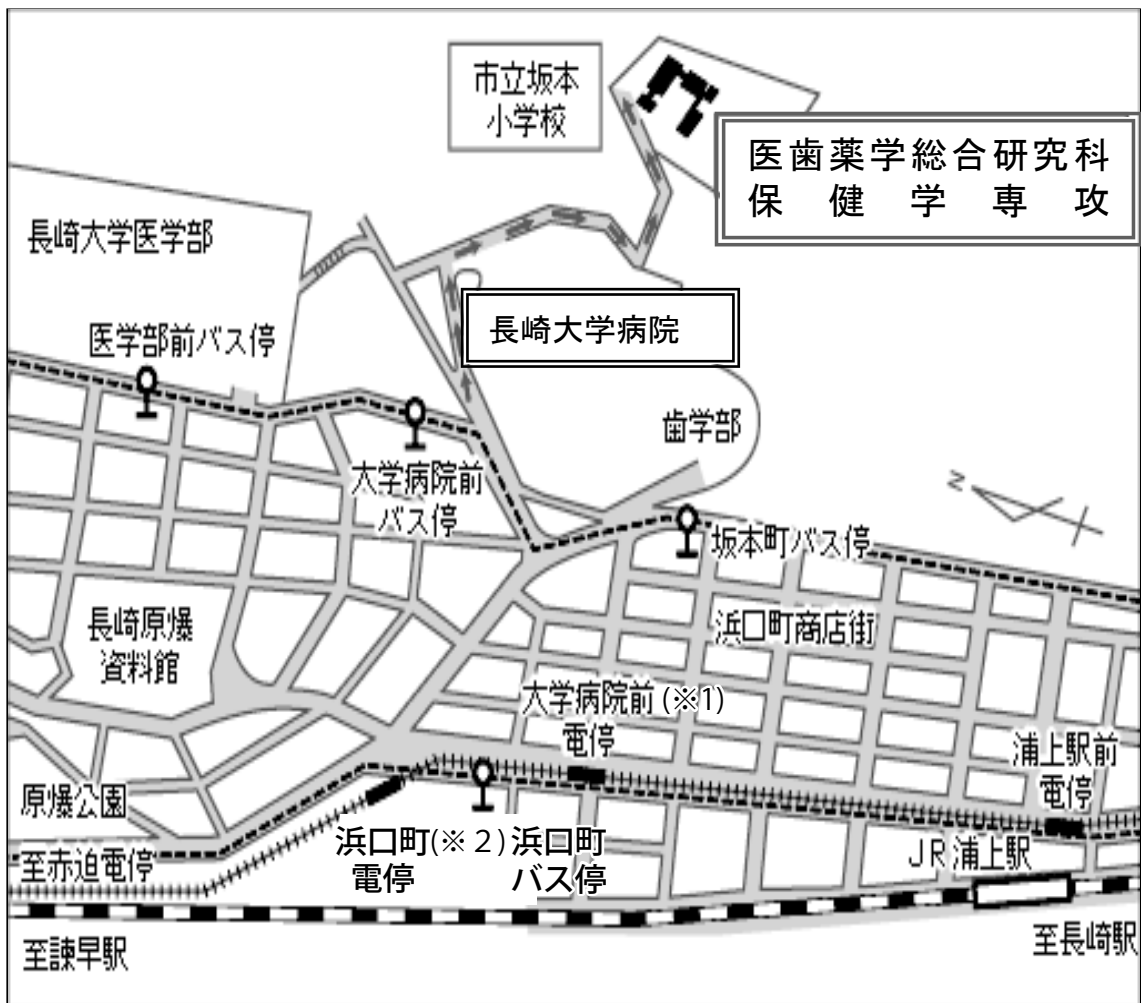 市立坂本
小学校
医歯薬学総合研究科
保健学専攻
長崎大学医学部
長崎大学病院
医学部前バス停
歯学部
大学病院前
バス停
N
坂本町バス停
長崎原爆
資料館
浜口町商店街
大学病院前(※1)
電停
浦上駅前
電停
原爆公園
浜口町(※2)
電停
浜口町
バス停
JR浦上駅
至赤迫電停
至諫早駅
至長崎駅